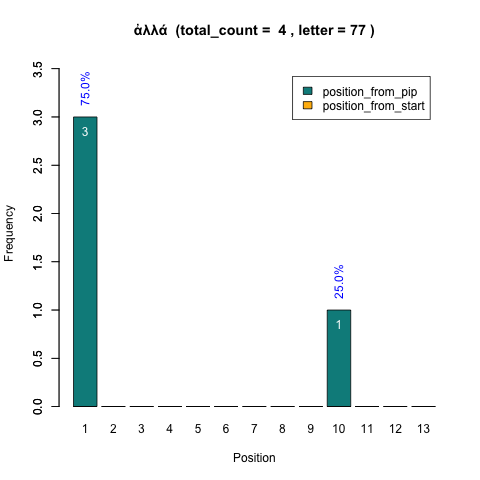 ἀλλά (total_count = 4 , letter = 77 )
position_from_pip
position_from_start
75.0%
3
25.0%
1
Frequency
0.0 0.5 1.0 1.5 2.0 2.5 3.0 3.5
1 2 3 4 5 6 7 8 9 10 11 12 13
Position